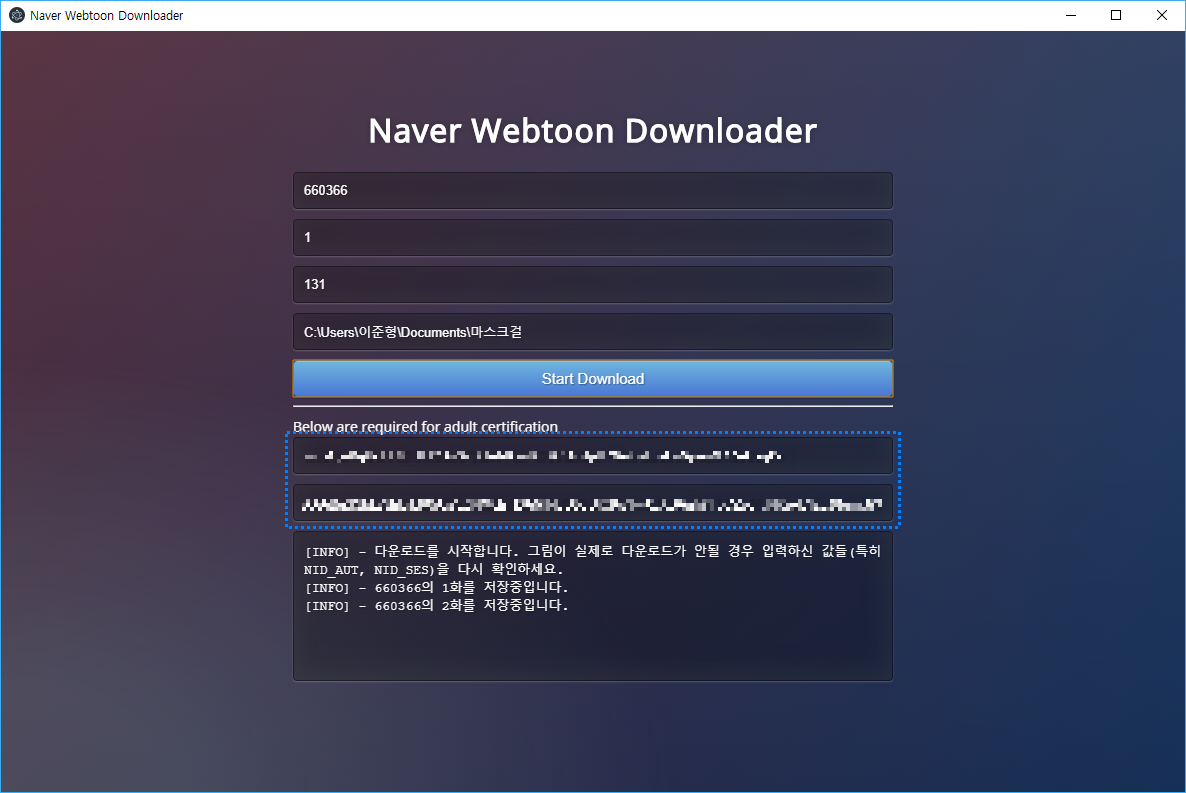 Naver Webtoon Downloader
Naver Webtoon Downloader
660366
1
131
C:\Users\이준형\Documents\마스크걸
Start Download
Below are required for adult certification
[INFO] - 다운로드를 시작합니다. 그림이 실제로 다운로드가 안될 경우 입력하신 값들(특히
NID_AUT, NID_SES)을 다시 확인하세요.
[INFO] - 660366의 1화를 저장중입니다.
[INFO] - 660366의 2화를 저장중입니다.